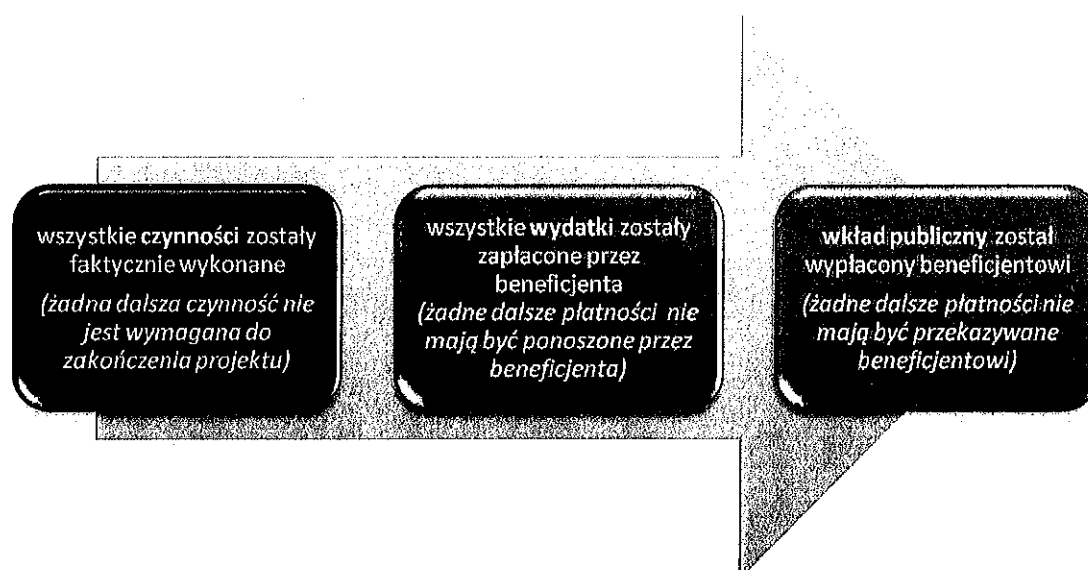 wszystkie czynności zostały
faktycznie wykonane
(żadna dalsza czynność nie
jest wymagana do
zakończenia projektu)
wszystkie wydatki zostały
zapłacone przez
beneficjenta
(żadne dalsze płatności nie
mają być ponoszone przez
beneficjenta)
wkład publiczny został
wypłacony beneficjentowi
(żadne dalsze płatności nie
mają być przekazywane
beneficjentowi)